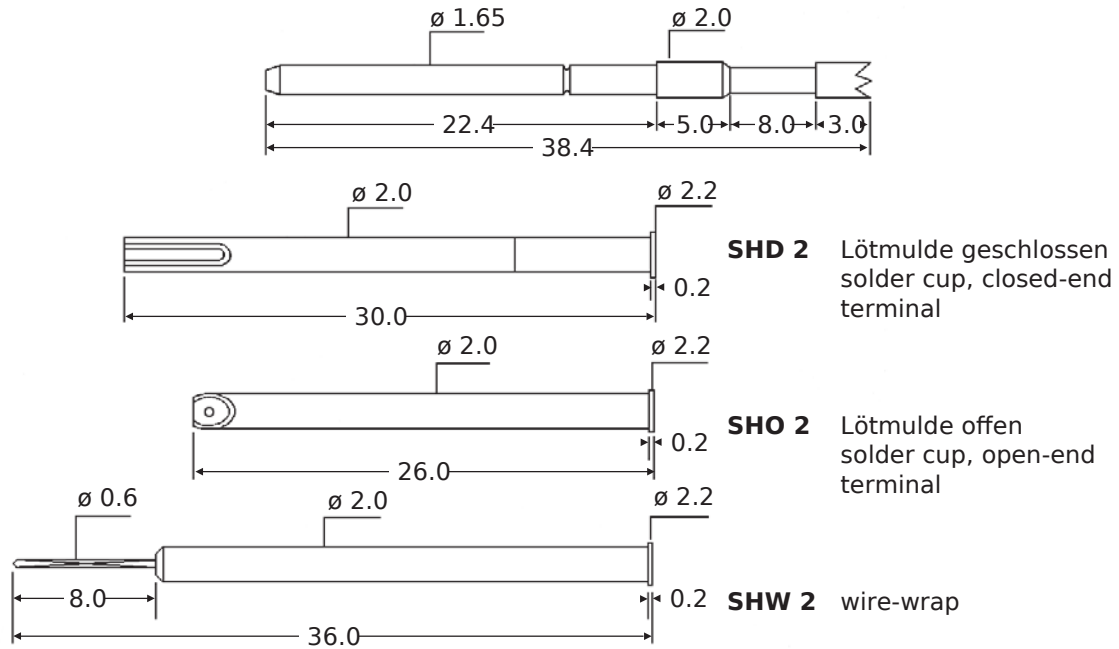 ø 1.65
ø 2.0
22.4
5.0
8.0
3.0
38.4
ø 2.0
ø 2.2
SHD 2 Lötmulde geschlossen
solder cup, closed-end
terminal
0.2
30.0
ø 2.0
ø 2.2
SHO 2 Lötmulde offen
solder cup, open-end
terminal
0.2
26.0
ø 0.6
ø 2.0
ø 2.2
8.0
0.2
SHW 2 wire-wrap
36.0